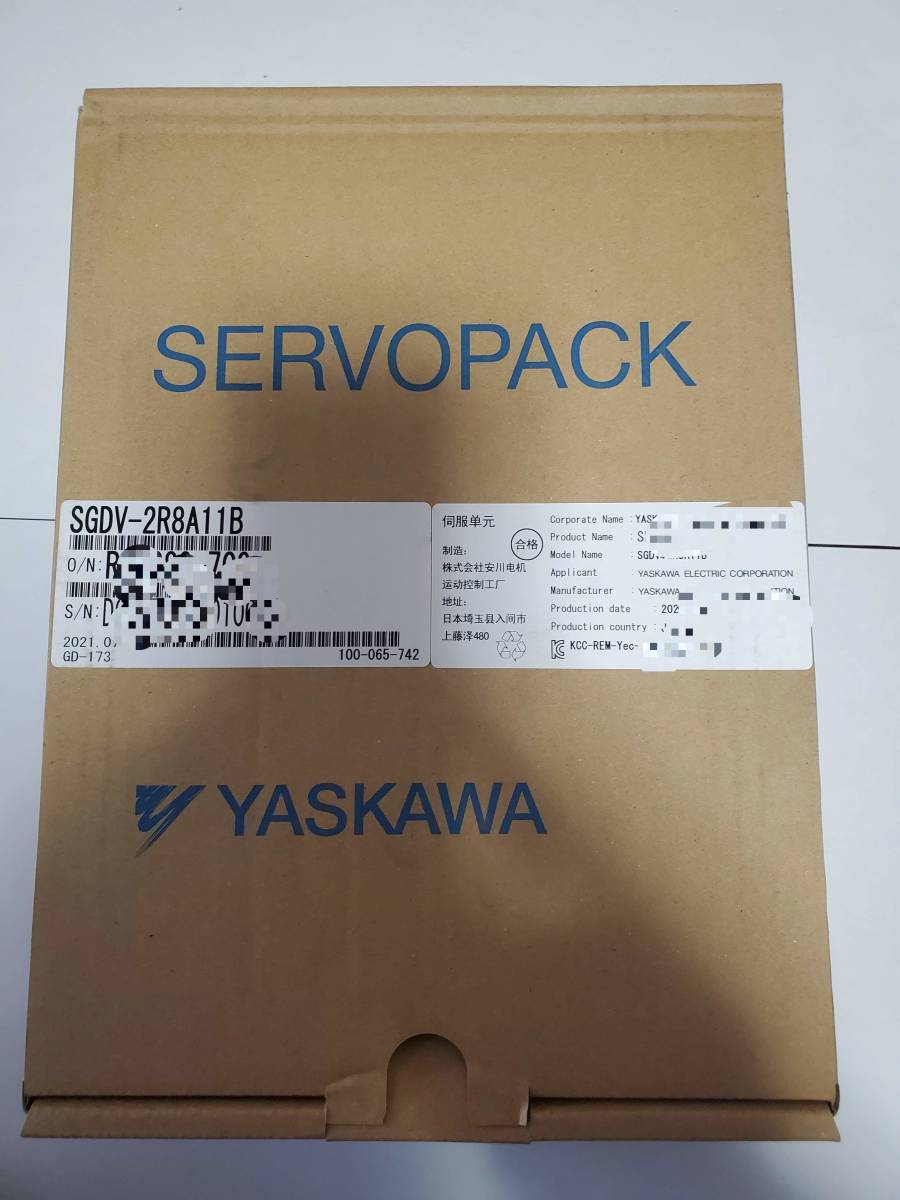 SERVOPACK
SGDV-2R8A11B
O/N:
S/N:
2021.0
GD-173
100-065-742
伺服单元
合格
制造:
株式会社安川电机
运动控制工厂
地址:
日本埼玉县入间市
上藤泽480
Corporate Name :
Product Name :
Model Name :
Applicant : YASKAWA ELECTRIC CORPORATION
Manufacturer : YASKAWA
Production date : 202
Production country :
KCC-REM-Yec-
YASKAWA